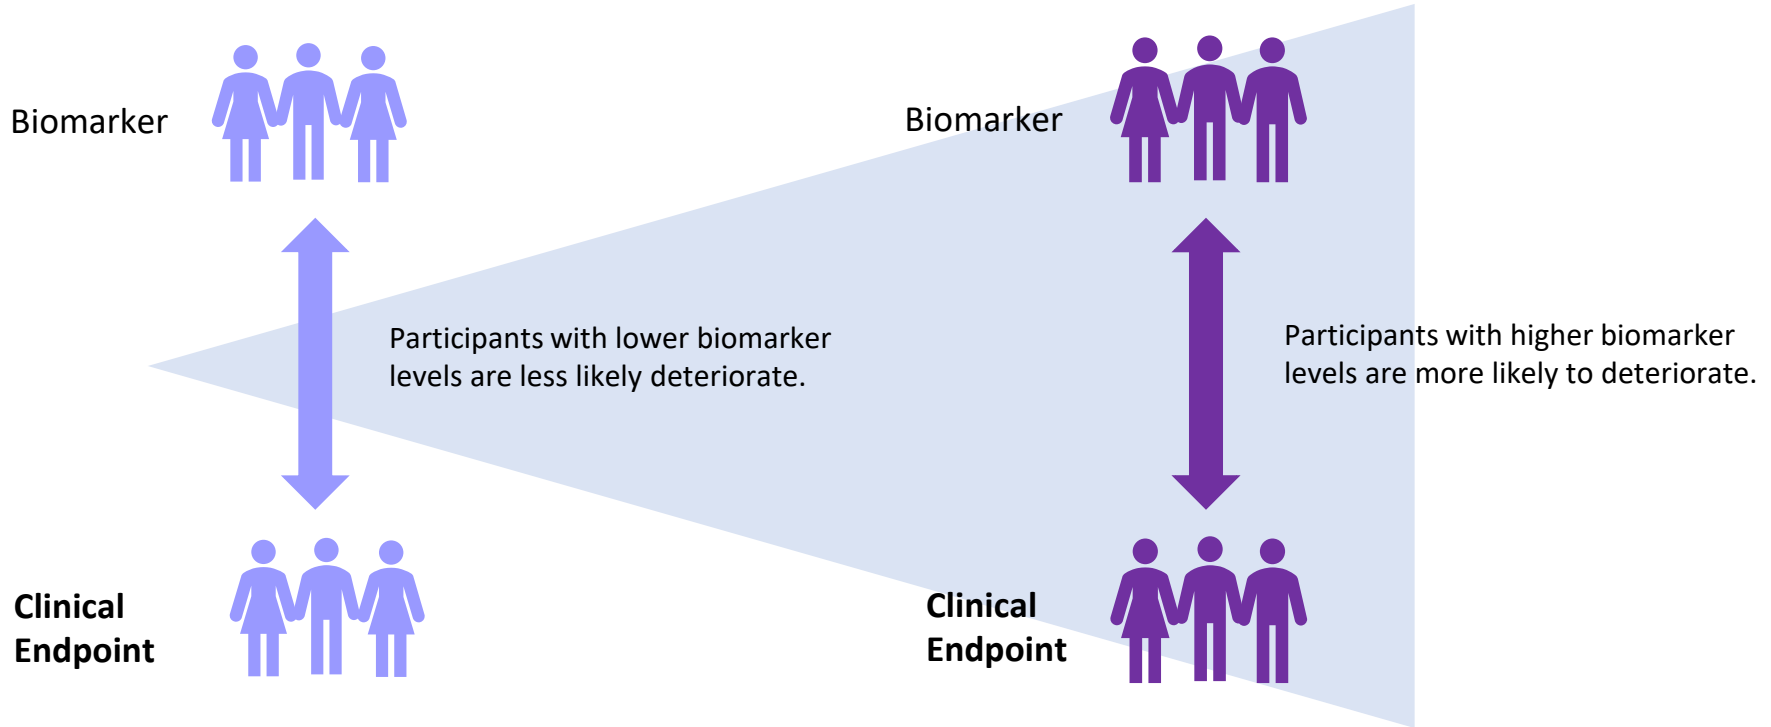 Biomarker
Participants with lower biomarker
levels are less likely deteriorate.
Clinical
Endpoint
Biomarker
Participants with higher biomarker
levels are more likely to deteriorate.
Clinical
Endpoint